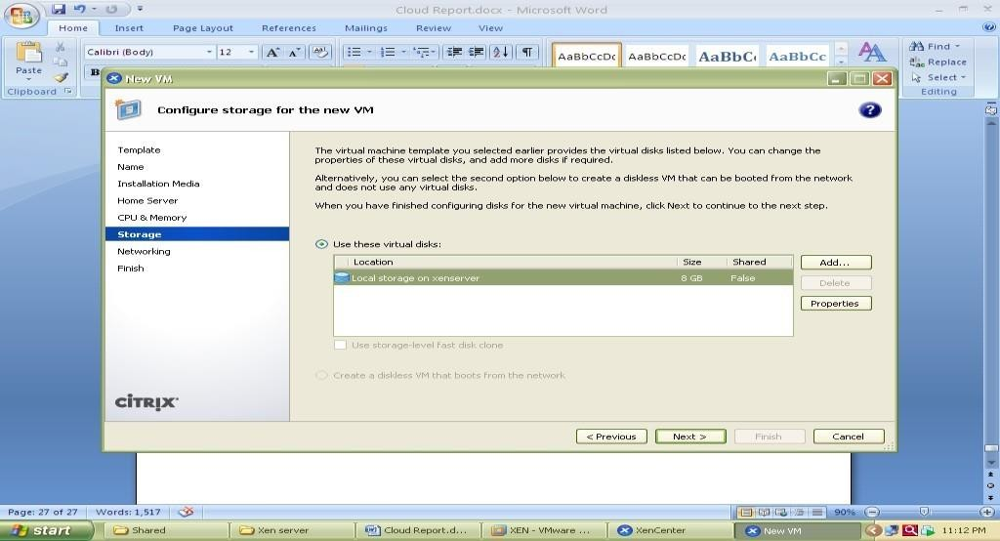 Cloud Report.docx - Microsoft Word
Home Insert Page Layout References Mailings Review View
Calibri (Body) 12
AaBbCcDc AaBbCcDc AaBbC AaBbCc
Find
Replace
Select
Paste
B
Clipboard
Editing
New VM
Configure storage for the new VM
?
Template
Name
Installation Media
Home Server
CPU & Memory
Storage
Networking
Finish
CITRIX
The virtual machine template you selected earlier provides the virtual disks listed below. You can change the
properties of these virtual disks, and add more disks if required.
Alternatively, you can select the second option below to create a diskless VM that can be booted from the network
and does not use any virtual disks.
When you have finished configuring disks for the new virtual machine, click Next to continue to the next step.
Use these virtual disks:
Location Size Shared
Local storage on xenserver 8 GB False
Add...
Delete
Properties
Use storage-level fast disk clone
Create a diskless VM that boots from the network
< Previous Next > Finish Cancel
Page: 27 of 27 Words: 1,517 90%
start Shared Xen server Cloud Report.d... XEN - VMware ... XenCenter New VM 11:12 PM